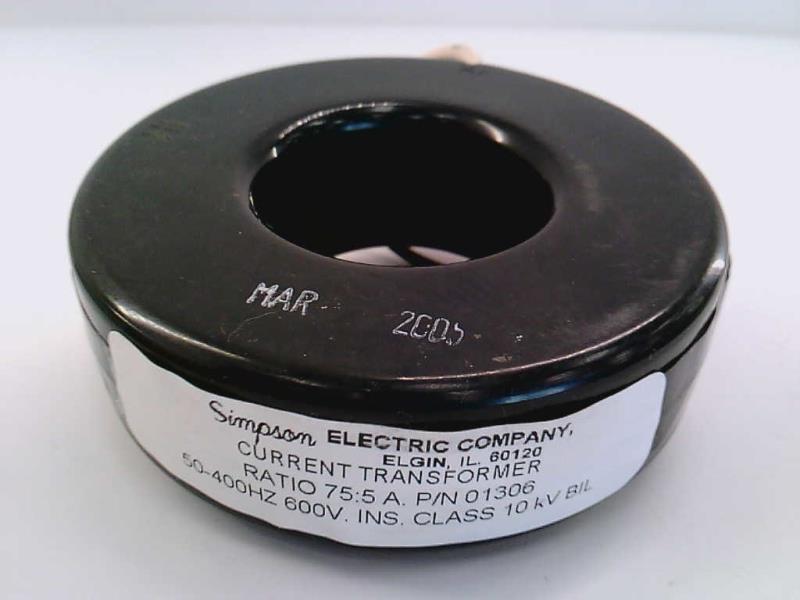 MAR 2005
Simpson ELECTRIC COMPANY,
ELGIN, IL. 60120
CURRENT TRANSFORMER
RATIO 75:5 A. P/N 01306
50-400HZ 600V. INS. CLASS 10 kV BIL